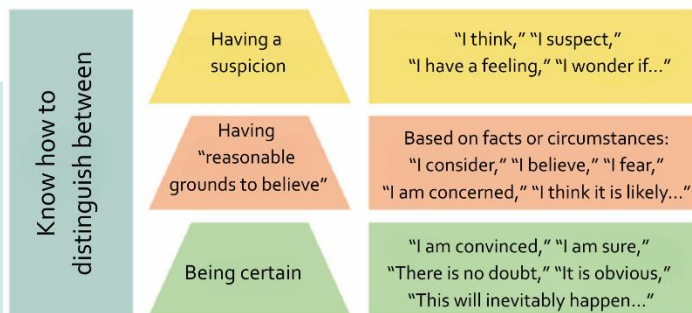 Know how to
distinguish between
Having a
suspicion
“I think,” “I suspect,”
“I have a feeling,” “I wonder if...”
Having
“reasonable
grounds to believe”
Based on facts or circumstances:
“I consider,” “I believe,” “I fear,”
“I am concerned,” “I think it is likely...”
Being certain
“I am convinced,” “I am sure,”
“There is no doubt,” “It is obvious,”
“This will inevitably happen...”